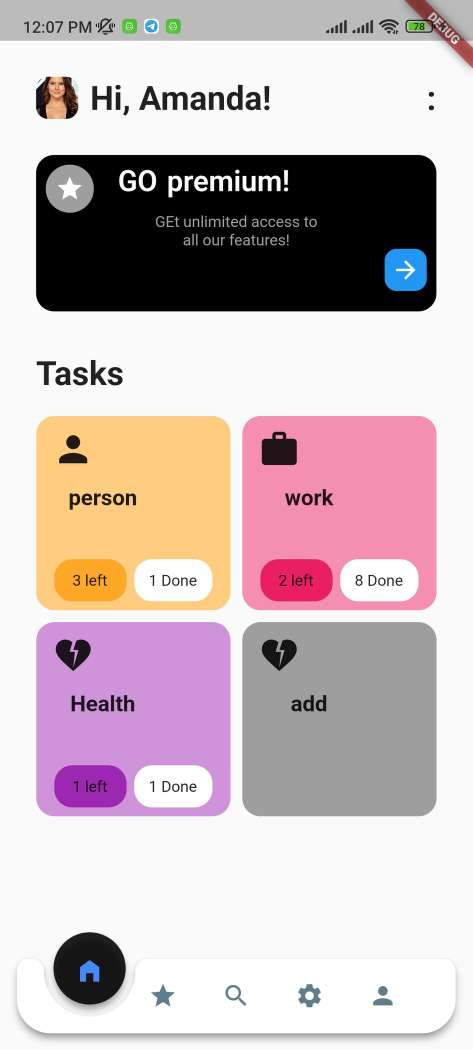 12:07 PM
78
DEBUG
Hi, Amanda!
:
GO premium!
GEt unlimited access to
all our features!
Tasks
person
work
3 left
1 Done
2 left
8 Done
Health
add
1 left
1 Done